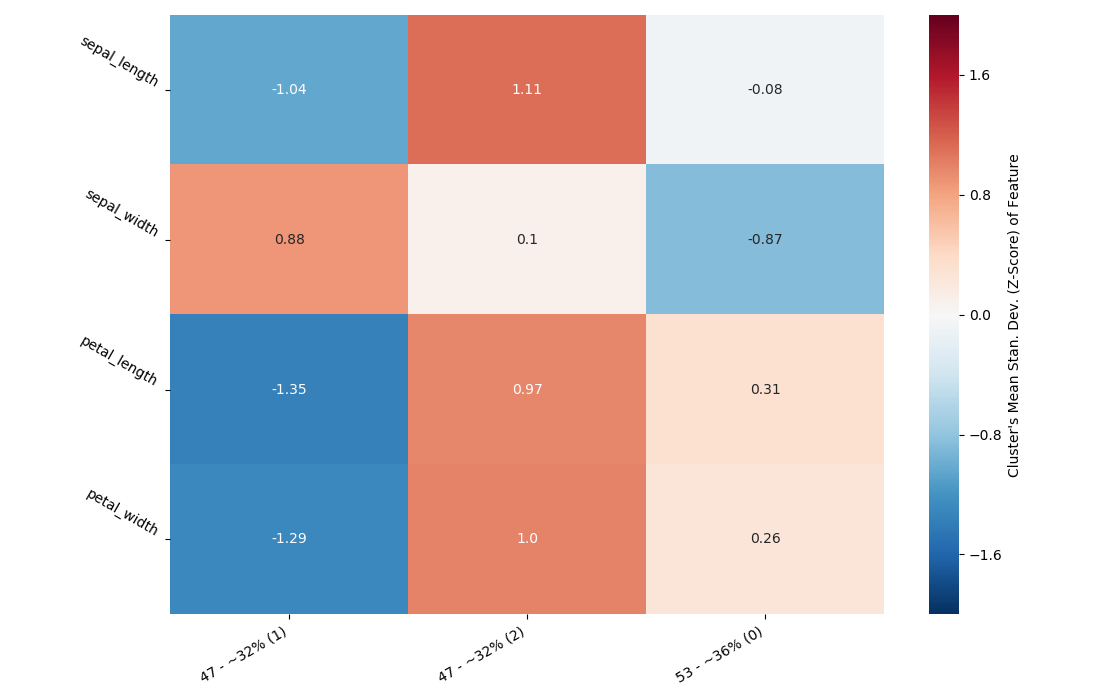 sepal_length
-1.04
1.11
-0.08
sepal_width
0.88
0.1
-0.87
petal_length
-1.35
0.97
0.31
petal_width
-1.29
1.0
0.26
47 - ~32% (1)
47 - ~32% (2)
53 - ~36% (0)
1.6
0.8
0.0
−0.8
−1.6
Cluster's Mean Stan. Dev. (Z-Score) of Feature